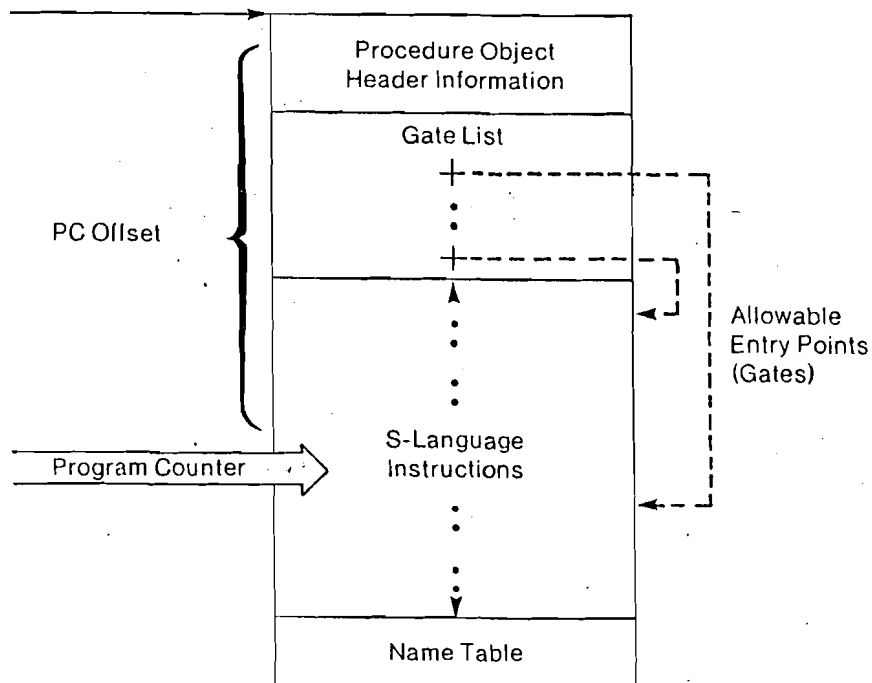 Procedure Object
Header Information
Gate List
PC Offset
Allowable
Entry Points
(Gates)
S-Language
Instructions
Program Counter
Name Table